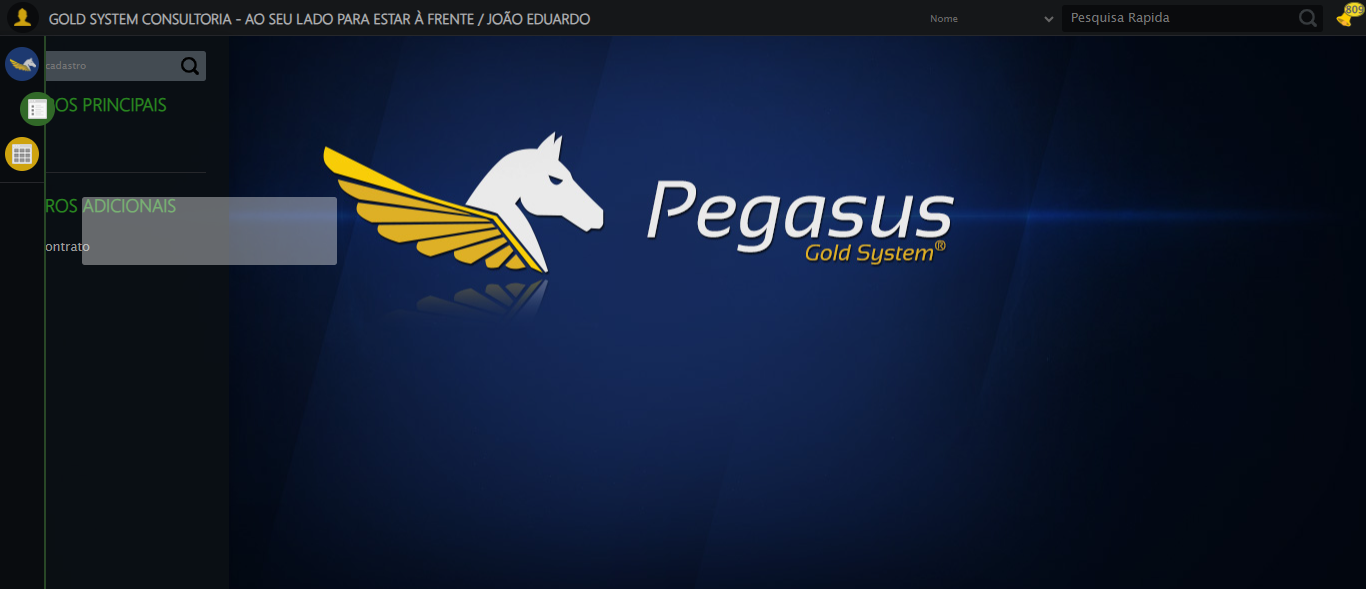 GOLD SYSTEM CONSULTORIA - AO SEU LADO PARA ESTAR À FRENTE / JOÃO EDUARDO
Nome
Pesquisa Rapida
809
cadastro
OS PRINCIPAIS
ROS ADICIONAIS
ontrato
Pegasus
Gold System®